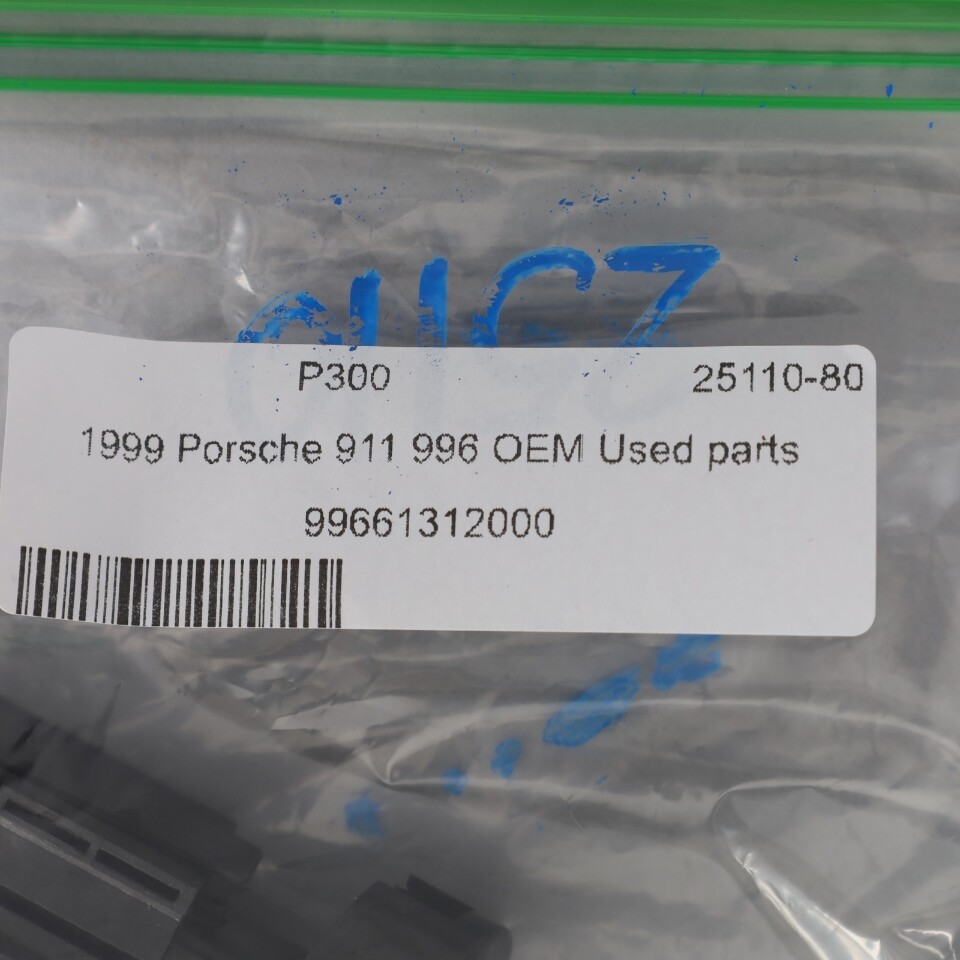 P300 25110-80
1999 Porsche 911 996 OEM Used parts
99661312000